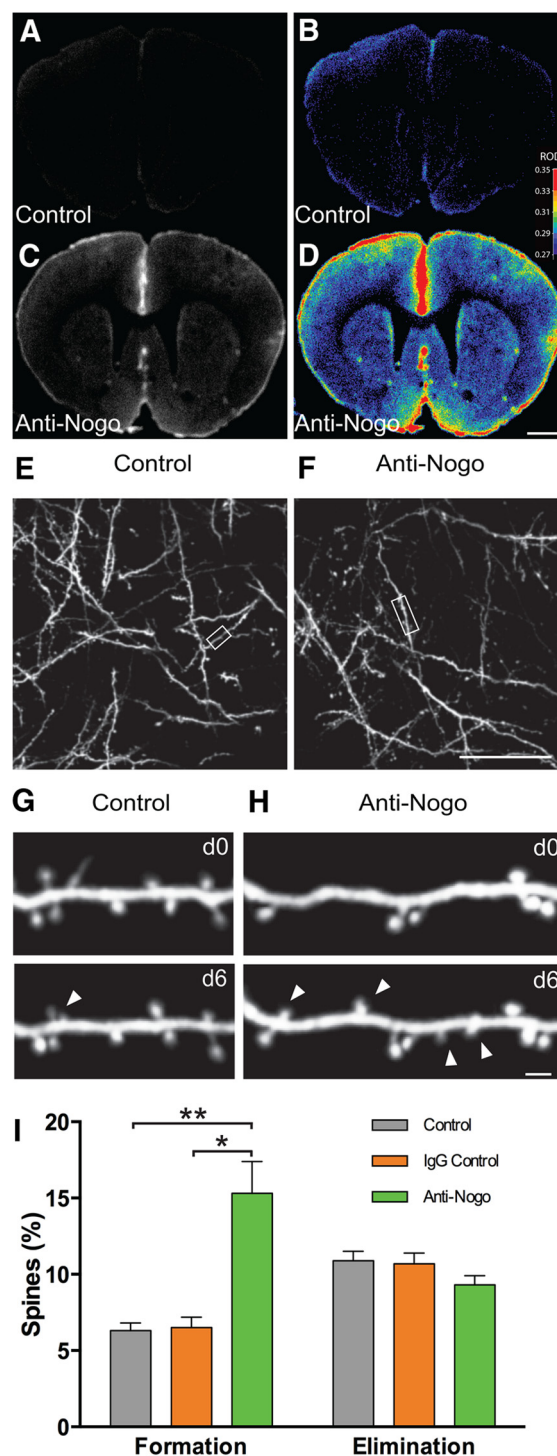 A
B
Control
Control
ROD
0.35
0.33
0.31
0.29
0.27
C
D
Anti-Nogo
Anti-Nogo
E Control
F Anti-Nogo
G Control
H Anti-Nogo
d0
d0
d6
d6
I
20
15
10
5
0
Spines (%)
**
*
Control
IgG Control
Anti-Nogo
Formation
Elimination